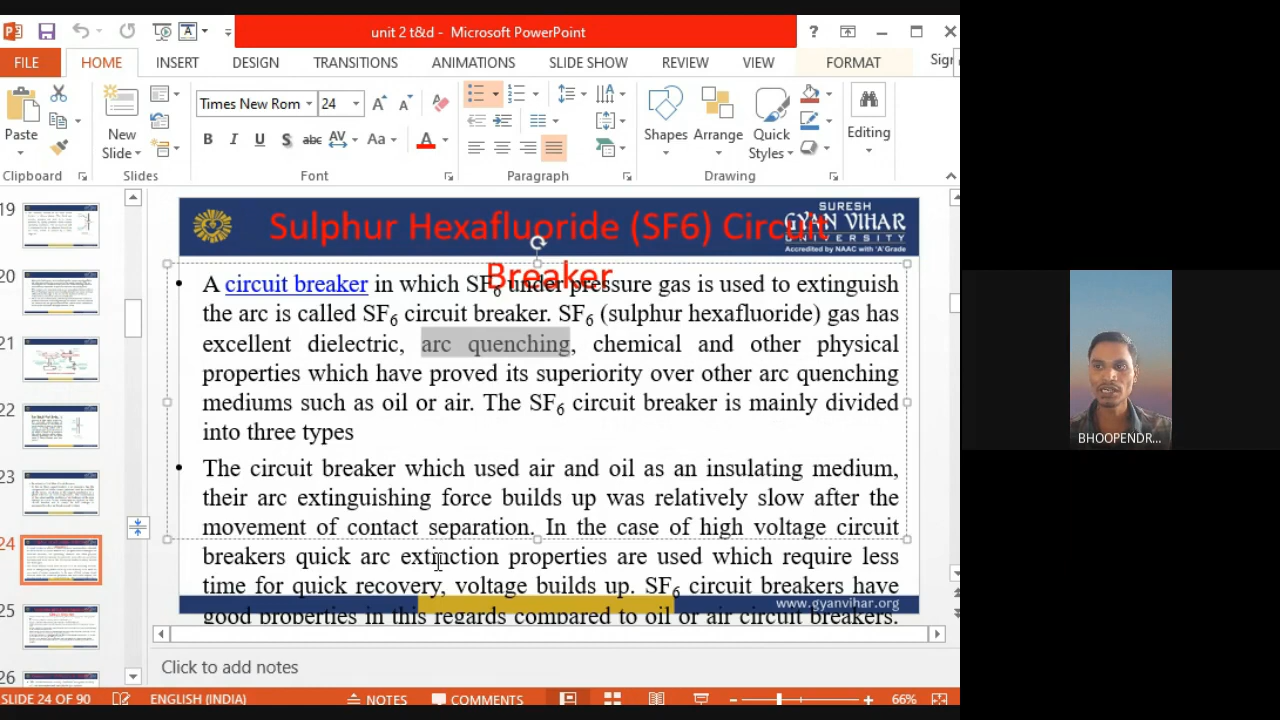 unit 2 t&d - Microsoft PowerPoint
FILE HOME INSERT DESIGN TRANSITIONS ANIMATIONS SLIDE SHOW REVIEW VIEW FORMAT Sign
Times New Rom 24
Paste New Slide Shapes Arrange Quick Styles Editing
Clipboard Slides Font Paragraph Drawing
19
20
21
22
23
24
25
26
SURESH
GYAN VIHAR
UNIVERSITY
Accredited by NAAC with 'A' Grade
Sulphur Hexafluoride (SF6) Circuit
Breaker
• A circuit breaker in which SF6 under pressure gas is used to extinguish
the arc is called SF6 circuit breaker. SF6 (sulphur hexafluoride) gas has
excellent dielectric, arc quenching, chemical and other physical
properties which have proved its superiority over other arc quenching
mediums such as oil or air. The SF6 circuit breaker is mainly divided
into three types
• The circuit breaker which used air and oil as an insulating medium,
their arc extinguishing force builds up was relatively slow after the
movement of contact separation. In the case of high voltage circuit
breakers quick arc extinction properties are used which require less
time for quick recovery, voltage builds up. SF6 circuit breakers have
good properties in this regards compared to oil or air circuit breakers.
www.gyanvihar.org
Click to add notes
SLIDE 24 OF 90 ENGLISH (INDIA) NOTES COMMENTS 66%
BHOOPENDR...